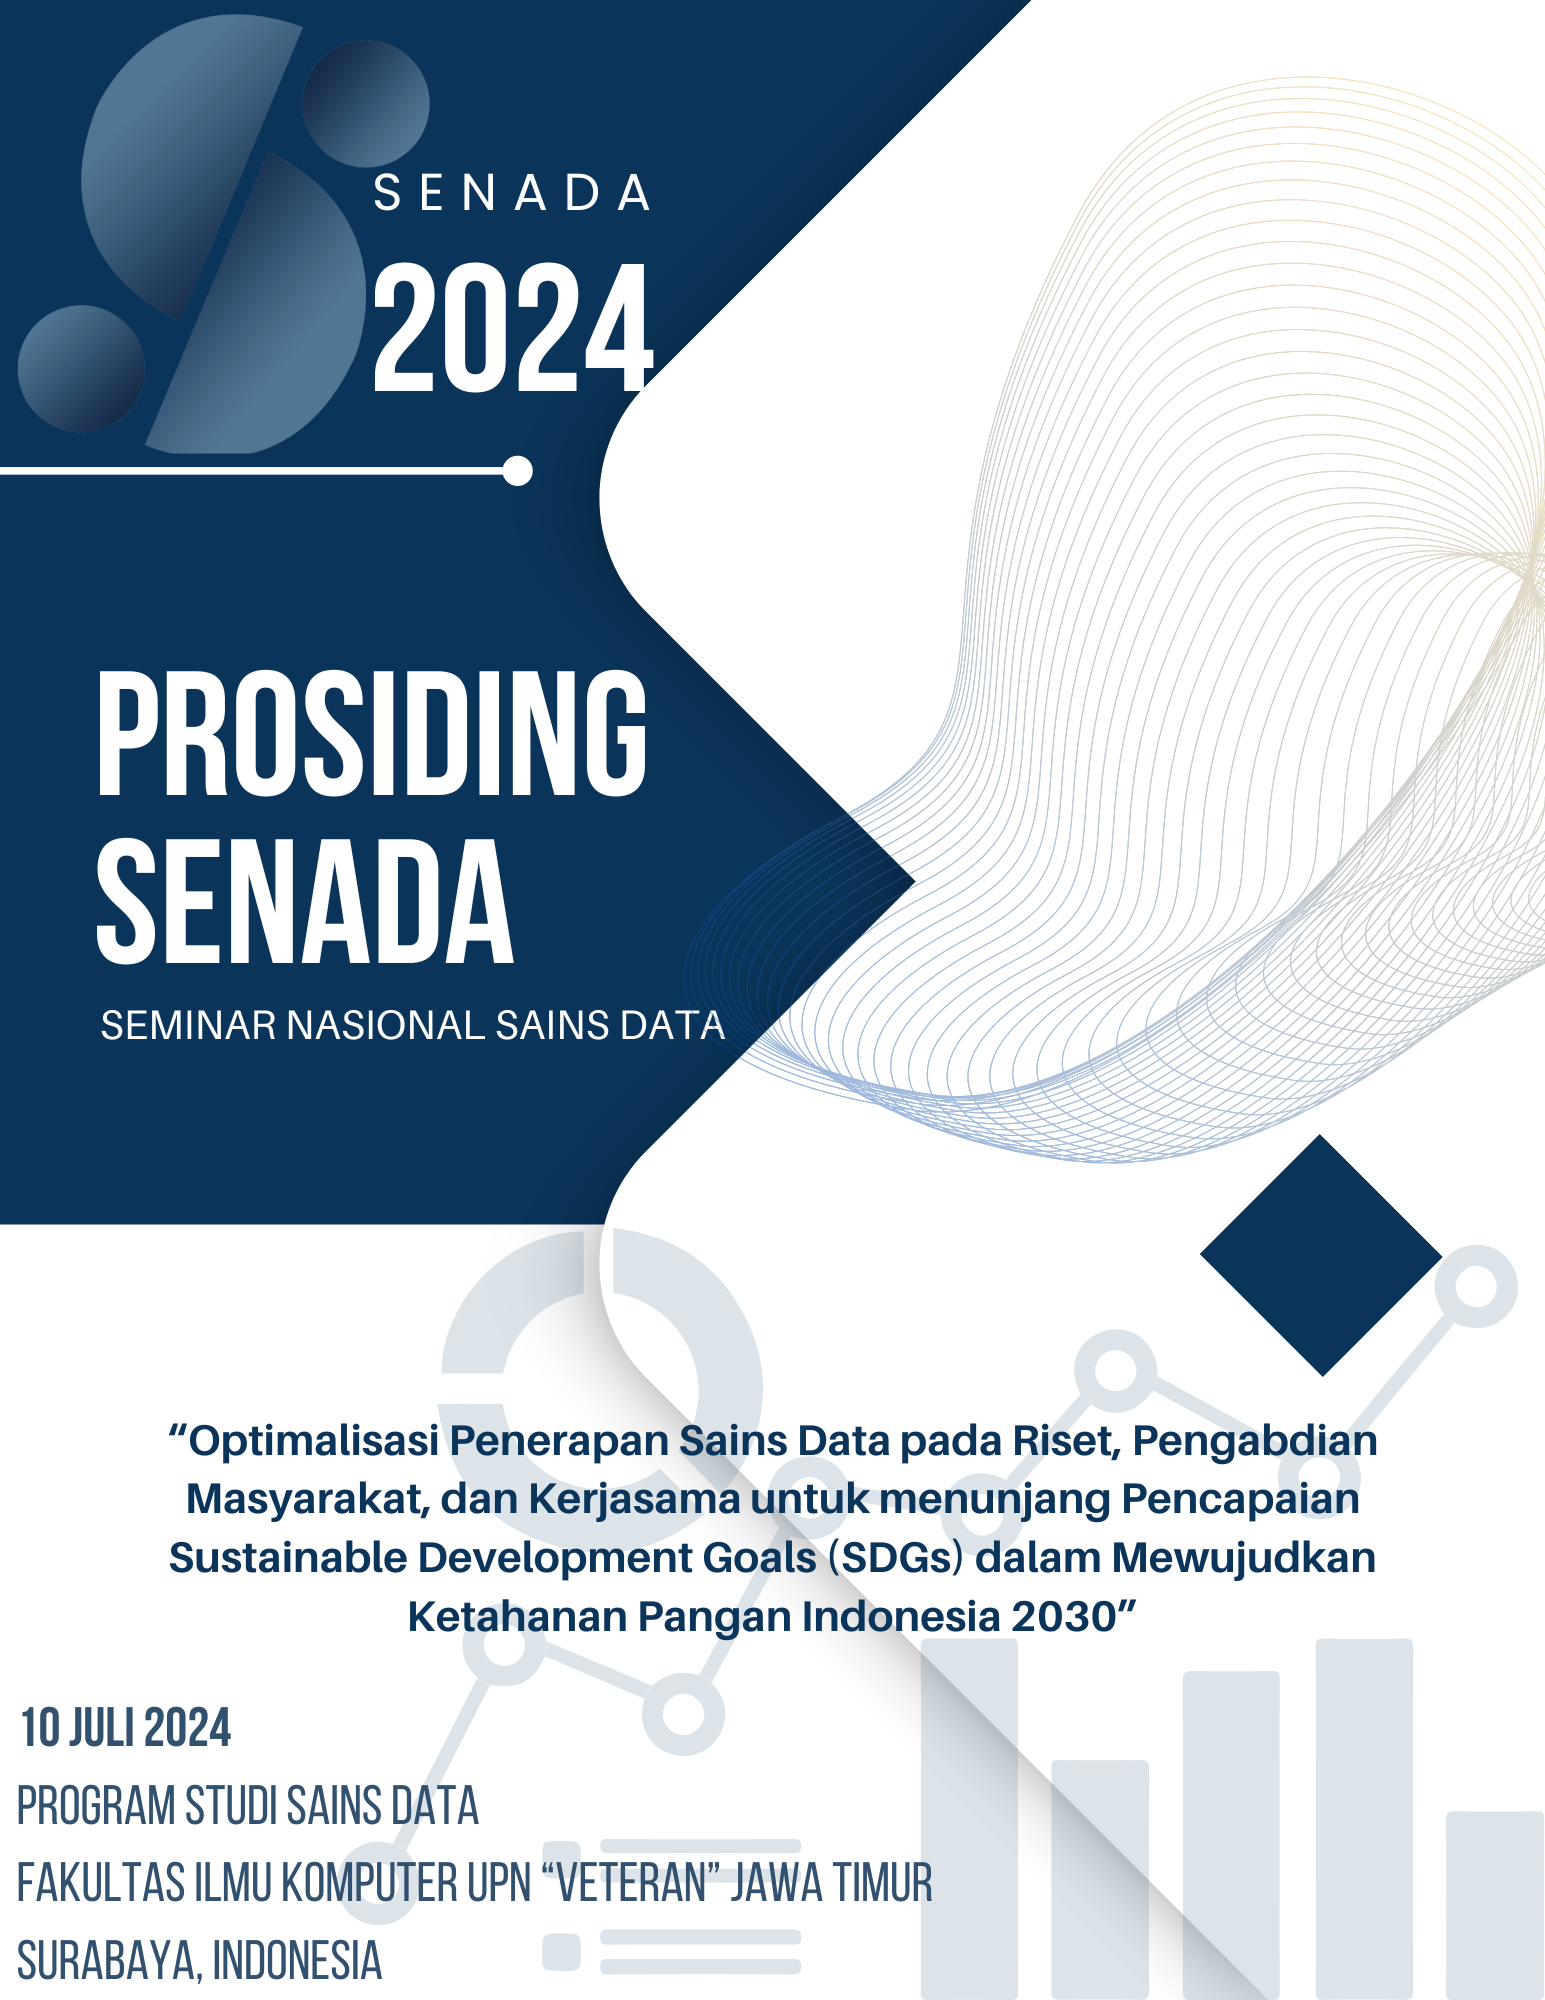 SENADA
2024
PROSIDING
SENADA
SEMINAR NASIONAL SAINS DATA
“Optimalisasi Penerapan Sains Data pada Riset, Pengabdian
Masyarakat, dan Kerjasama untuk menunjang Pencapaian
Sustainable Development Goals (SDGs) dalam Mewujudkan
Ketahanan Pangan Indonesia 2030”
10 JULI 2024
PROGRAM STUDI SAINS DATA
FAKULTAS ILMU KOMPUTER UPN “VETERAN” JAWA TIMUR
SURABAYA, INDONESIA